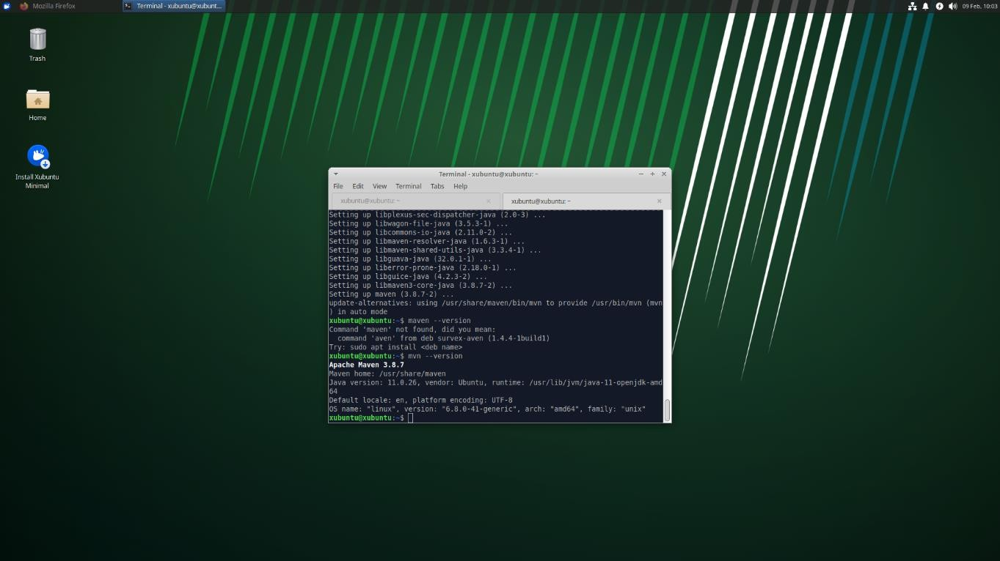 Mozilla Firefox
Terminal - xubuntu@xubunt...
09 Feb, 10:03
Trash
Home
Install Xubuntu
Minimal
Terminal - xubuntu@xubuntu: ~
File Edit View Terminal Tabs Help
xubuntu@xubuntu: ~
xubuntu@xubuntu: ~
Setting up libplexus-sec-dispatcher-java (2.0-3) ...
Setting up libwagon-file-java (3.5.3-1) ...
Setting up libcommons-io-java (2.11.0-2) ...
Setting up libmaven-resolver-java (1.6.3-1) ...
Setting up libmaven-shared-utils-java (3.3.4-1) ...
Setting up libguava-java (32.0.1-1) ...
Setting up liberror-prone-java (2.18.0-1) ...
Setting up libguice-java (4.2.3-2) ...
Setting up libmaven3-core-java (3.8.7-2) ...
Setting up maven (3.8.7-2) ...
update-alternatives: using /usr/share/maven/bin/mvn to provide /usr/bin/mvn (mvn
) in auto mode
xubuntu@xubuntu:~$ maven --version
Command 'maven' not found, did you mean:
  command 'aven' from deb survex-aven (1.4.4-1build1)
Try: sudo apt install <deb name>
xubuntu@xubuntu:~$ mvn --version
Apache Maven 3.8.7
Maven home: /usr/share/maven
Java version: 11.0.26, vendor: Ubuntu, runtime: /usr/lib/jvm/java-11-openjdk-amd
64
Default locale: en, platform encoding: UTF-8
OS name: "linux", version: "6.8.0-41-generic", arch: "amd64", family: "unix"
xubuntu@xubuntu:~$